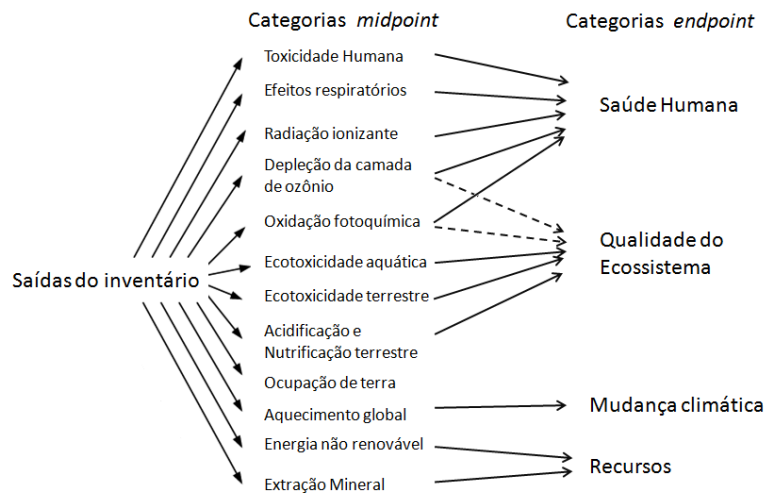 Categorias midpoint
Categorias endpoint
Toxicidade Humana
Efeitos respiratórios
Radiação ionizante
Depleção da camada
de ozônio
Oxidação fotoquímica
Ecotoxicidade aquática
Ecotoxicidade terrestre
Acidificação e
Nutrificação terrestre
Ocupação de terra
Aquecimento global
Energia não renovável
Extração Mineral
Saídas do inventário
Saúde Humana
Qualidade do
Ecossistema
Mudança climática
Recursos